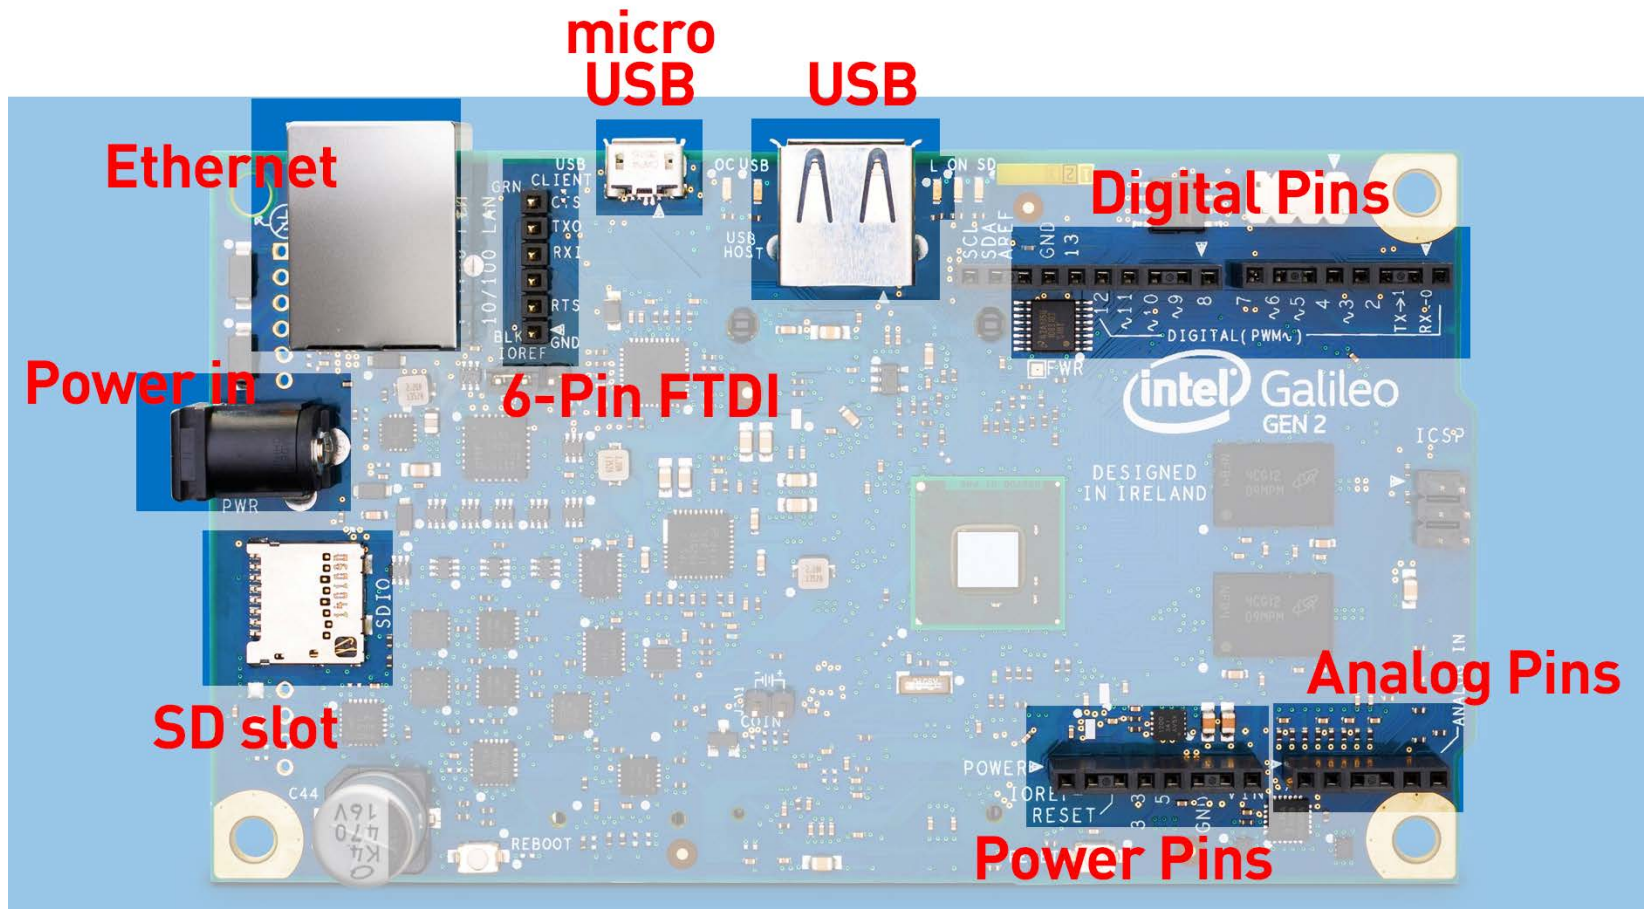 micro
USB
USB
Ethernet
Digital Pins
USB
CLIENT
GRN
CTS
TXO
RXI
RTS
BLK
GND
IOREF
10/100 LAN
OC USB
USB
HOST
L ON SD
SCL
SDA
AREF
GND
13
12
~11
~10
~9
8
7
~6
~5
4
~3
2
TX→1
RX←0
DIGITAL(PWM~)
FWR
Power in
PWR
6-Pin FTDI
intel Galileo
GEN 2
ICSP
DESIGNED
IN IRELAND
SDIO
SD slot
Analog Pins
ANALOG IN
COIN
POWER
IOREF
RESET
3
3
5
GND
VIN
Power Pins
C44
16V
470
REBOOT